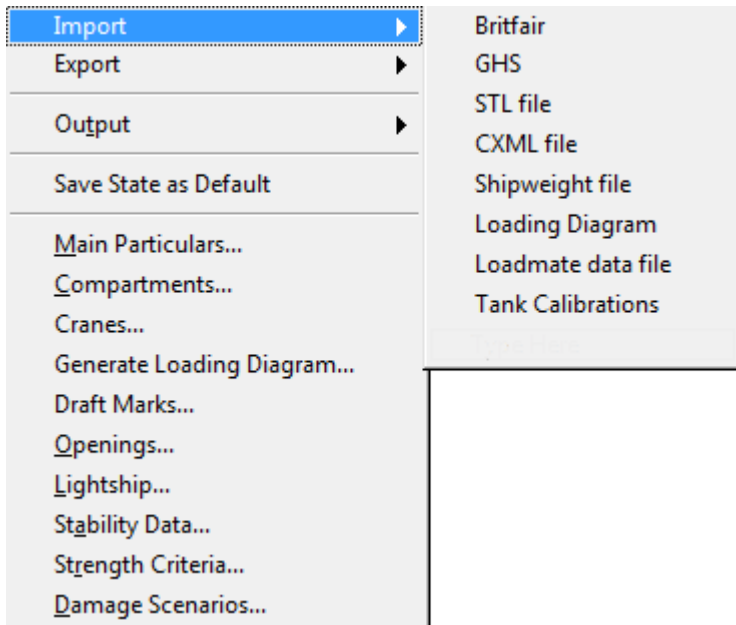 Import
Export
Output
Save State as Default
Main Particulars...
Compartments...
Cranes...
Generate Loading Diagram...
Draft Marks...
Openings...
Lightship...
Stability Data...
Strength Criteria...
Damage Scenarios...
Britfair
GHS
STL file
CXML file
Shipweight file
Loading Diagram
Loadmate data file
Tank Calibrations
Type Here